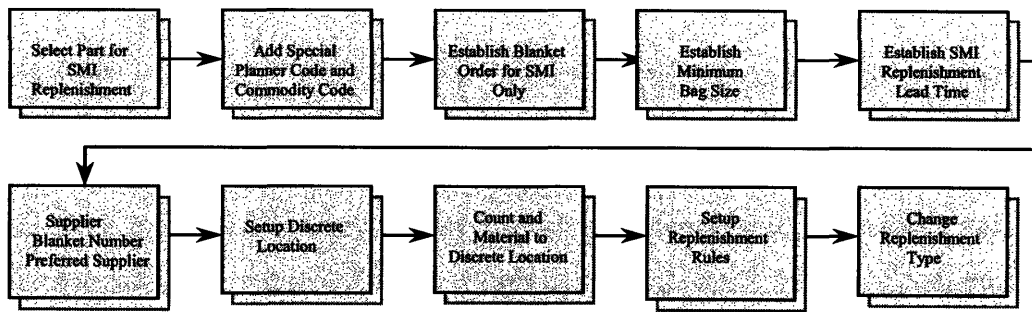 Select Part for
SMI
Replenishment
Add Special
Planner Code and
Commodity Code
Establish Blanket
Order for SMI
Only
Establish
Minimum
Bag Size
Establish SMI
Replenishment
Lead Time
Supplier
Blanket Number
Preferred Supplier
Setup Discrete
Location
Count and
Material to
Discrete Location
Setup
Replenishment
Rules
Change
Replenishment
Type